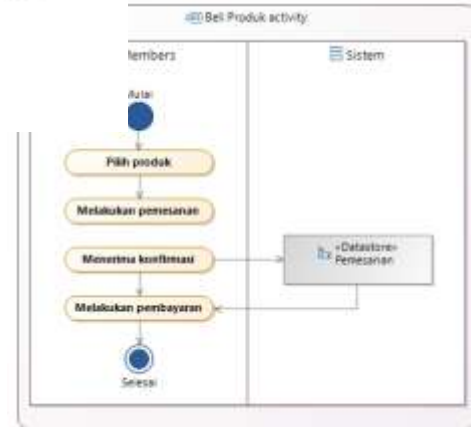 Beli Produk activity
Members
Sistem
Mulai
Pilih produk
Melakukan pemesanan
Menerima konfirmasi
«Datastore»
Pemesanan
Melakukan pembayaran
Selesai